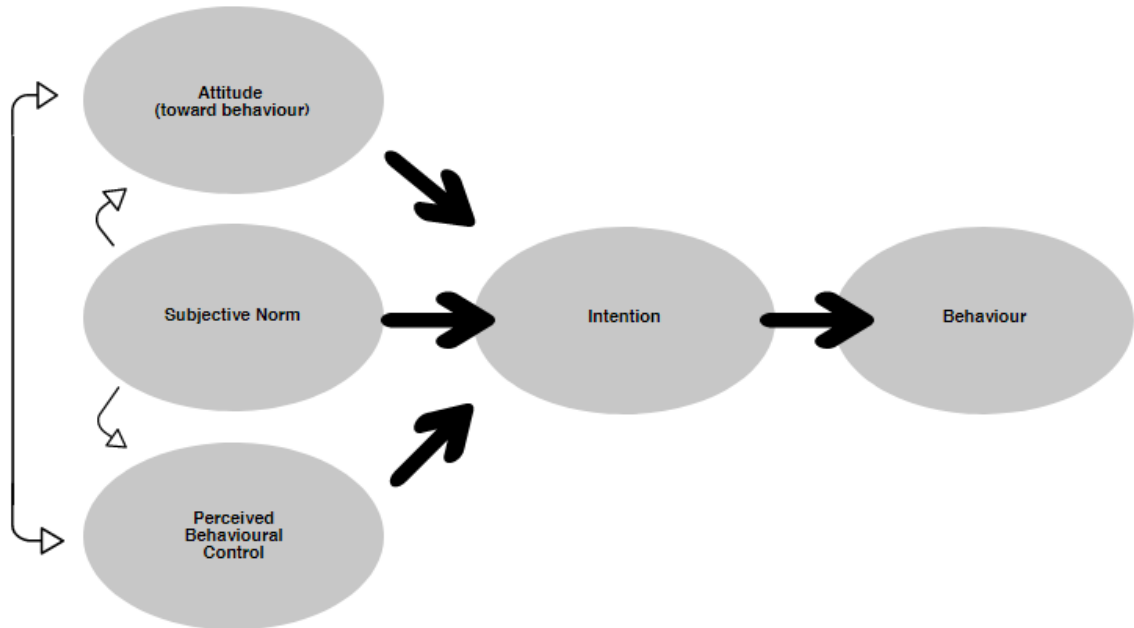 Attitude
(toward behaviour)
Subjective Norm
Perceived
Behavioural
Control
Intention
Behaviour